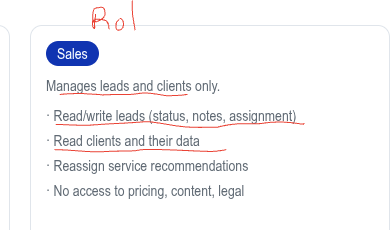 Rol
Sales
Manages leads and clients only.
· Read/write leads (status, notes, assignment)
· Read clients and their data
· Reassign service recommendations
· No access to pricing, content, legal